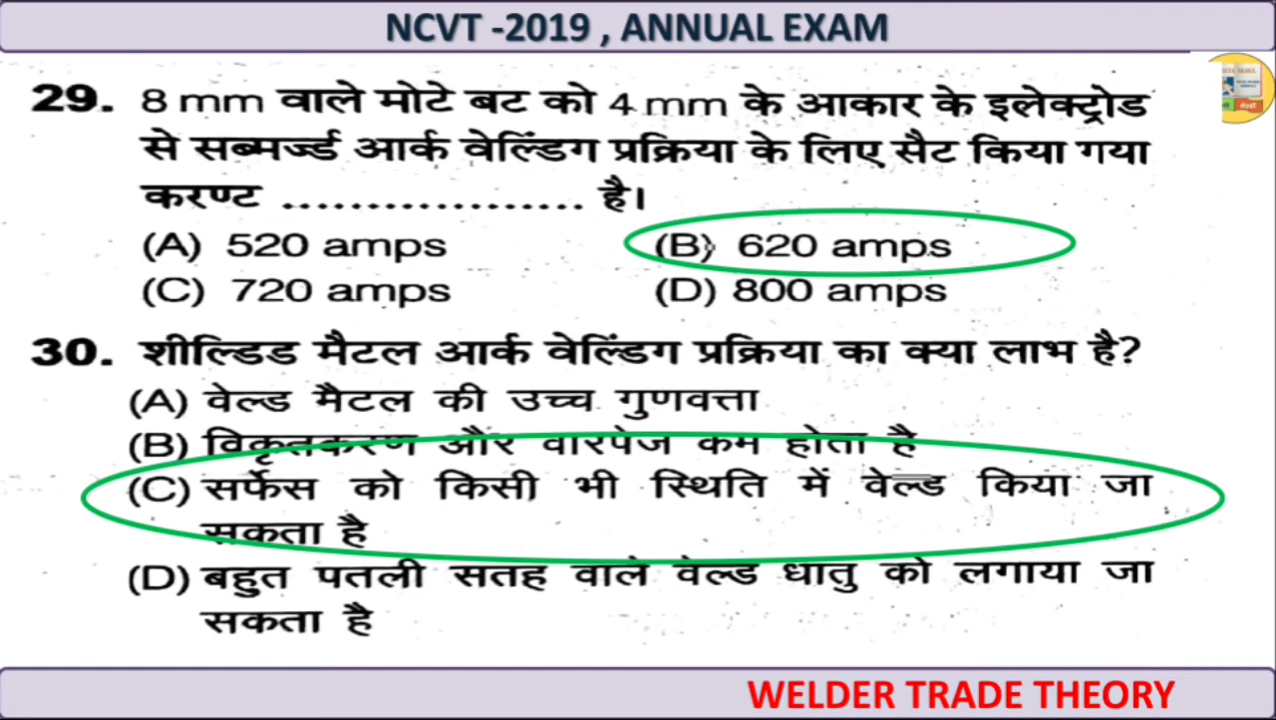 NCVT -2019 , ANNUAL EXAM
29. 8 mm वाले मोटे बट को 4 mm के आकार के इलेक्ट्रोड
से सब्मर्ज्ड आर्क वेल्डिंग प्रक्रिया के लिए सैट किया गया
करण्ट .................. है।
(A) 520 amps (B) 620 amps
(C) 720 amps (D) 800 amps
30. शील्डिड मैटल आर्क वेल्डिंग प्रक्रिया का क्या लाभ है?
(A) वेल्ड मैटल की उच्च गुणवत्ता
(B) विकृतकरण और वारपेज कम होता है
(C) सर्फेस को किसी भी स्थिति में वेल्ड किया जा
सकता है
(D) बहुत पतली सतह वाले वेल्ड धातु को लगाया जा
सकता है
WELDER TRADE THEORY